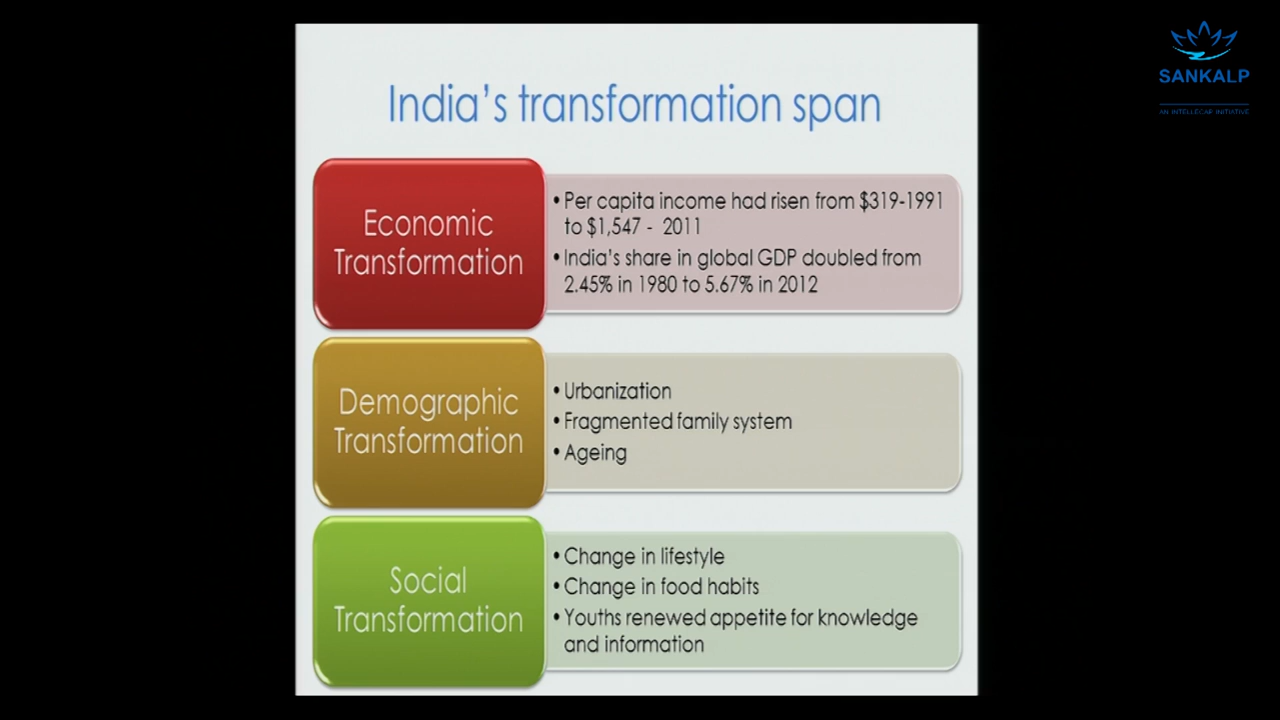 India's transformation span
Economic
Transformation
• Per capita income had risen from $319-1991
to $1,547 - 2011
• India's share in global GDP doubled from
2.45% in 1980 to 5.67% in 2012
Demographic
Transformation
• Urbanization
• Fragmented family system
• Ageing
Social
Transformation
• Change in lifestyle
• Change in food habits
• Youths renewed appetite for knowledge
and information
SANKALP
AN INTELLECAP INITIATIVE